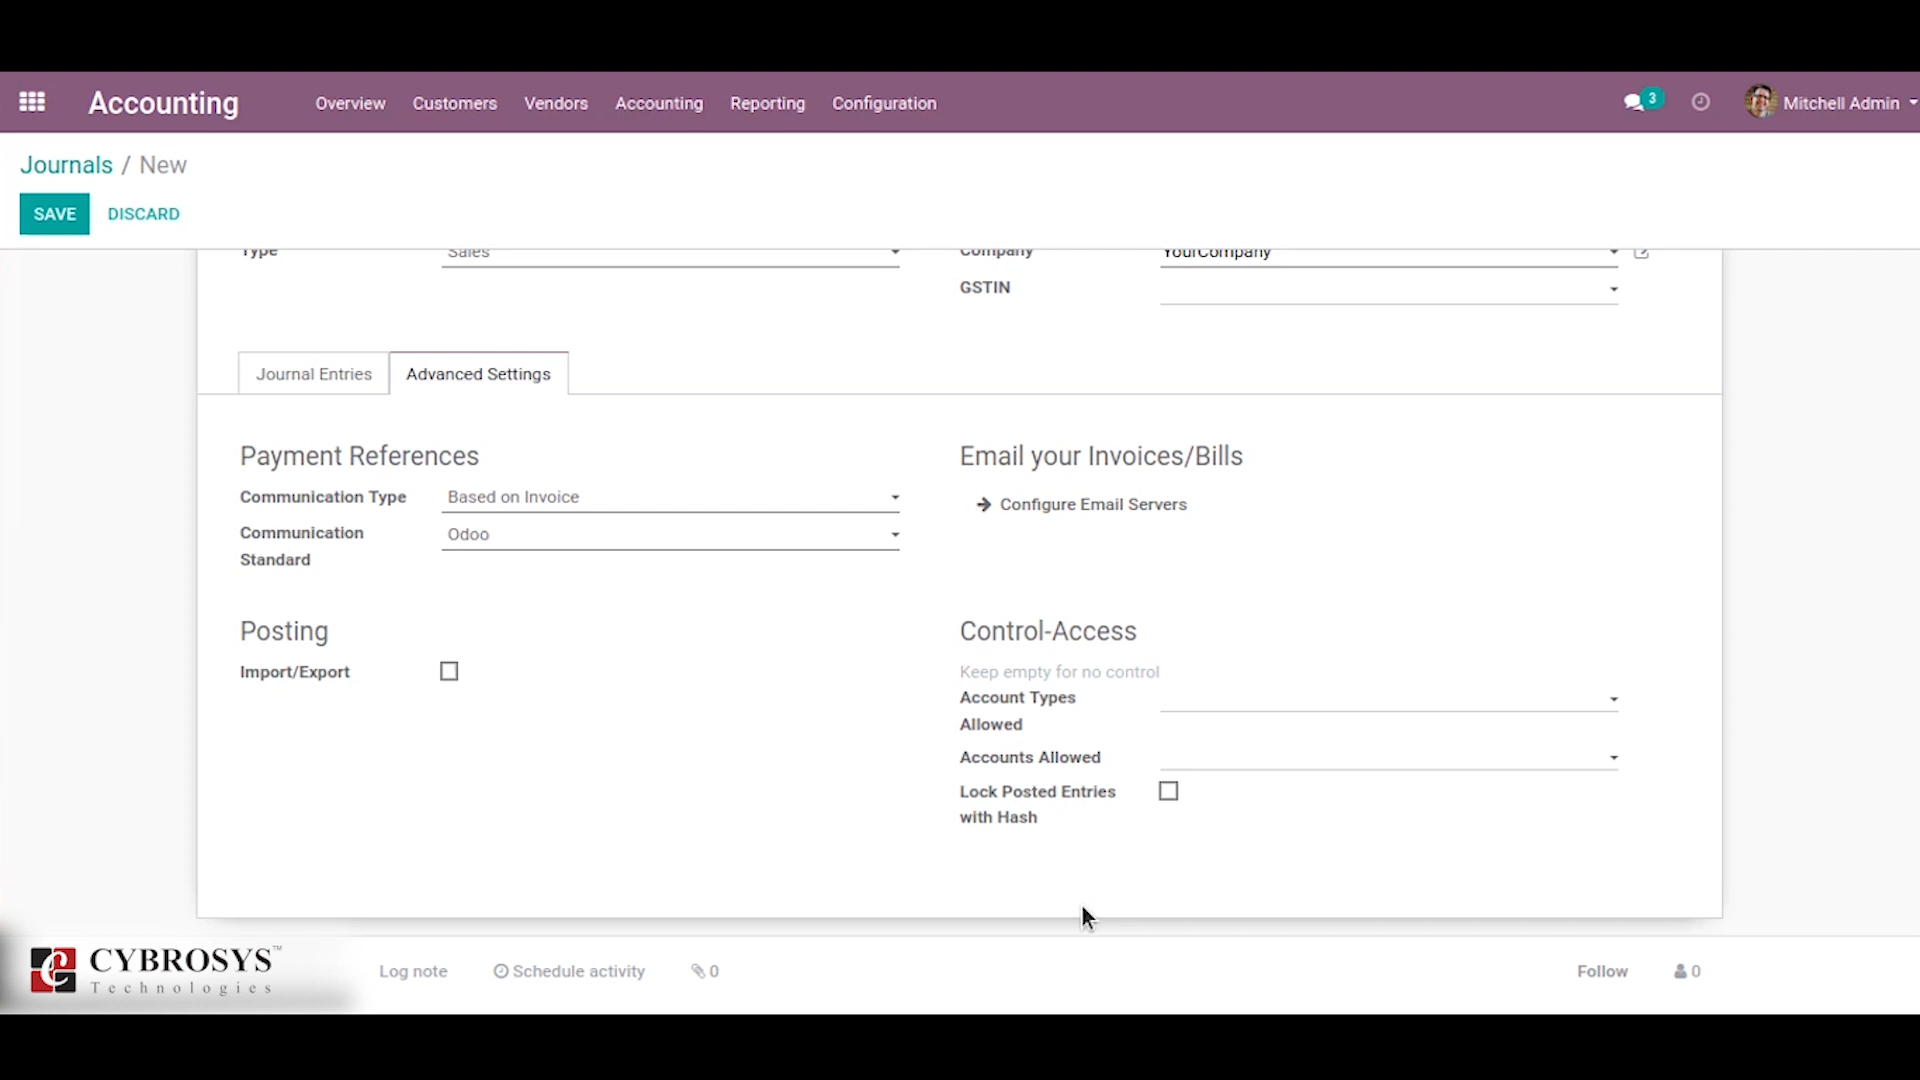 Accounting Overview Customers Vendors Accounting Reporting Configuration 3 Mitchell Admin
Journals / New
SAVE DISCARD
Type Sales Company YourCompany
GSTIN
Journal Entries Advanced Settings
Payment References
Communication Type Based on Invoice
Communication Standard Odoo
Email your Invoices/Bills
Configure Email Servers
Posting
Import/Export
Control-Access
Keep empty for no control
Account Types
Allowed
Accounts Allowed
Lock Posted Entries
with Hash
CYBROSYS™
Technologies
Log note Schedule activity 0 Follow 0